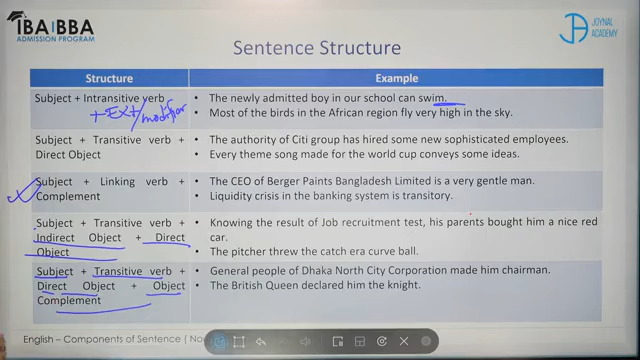 IBA BBA
ADMISSION PROGRAM
JOYNAL
ACADEMY
Sentence Structure
Structure
Example
Subject + Intransitive verb
+ Ext/modifier
• The newly admitted boy in our school can swim.
• Most of the birds in the African region fly very high in the sky.
Subject + Transitive verb +
Direct Object
• The authority of Citi group has hired some new sophisticated employees.
• Every theme song made for the world cup conveys some ideas.
Subject + Linking verb +
Complement
• The CEO of Berger Paints Bangladesh Limited is a very gentle man.
• Liquidity crisis in the banking system is transitory.
Subject + Transitive verb +
Indirect Object + Direct
Object
• Knowing the result of Job recruitment test, his parents bought him a nice red
car.
• The pitcher threw the catch era curve ball.
Subject + Transitive verb +
Direct Object + Object
Complement
• General people of Dhaka North City Corporation made him chairman.
• The British Queen declared him the knight.
English – Components of Sentence